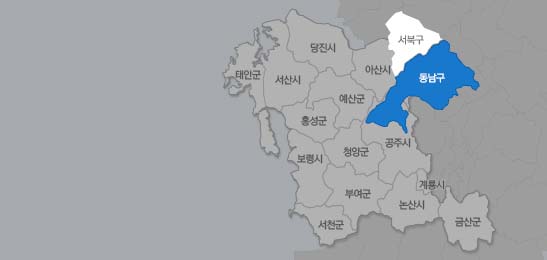 서북구
당진시
동남구
아산시
태안군
서산시
예산군
홍성군
공주시
청양군
보령시
계룡시
부여군
논산시
금산군
서천군